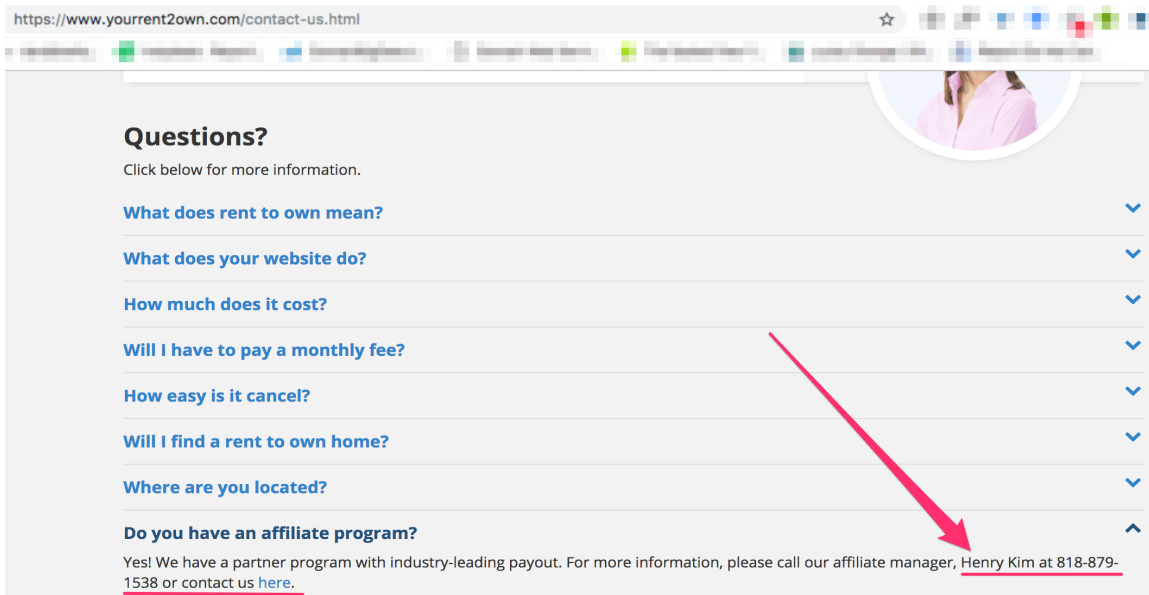 https://www.yourrent2own.com/contact-us.html
Questions?
Click below for more information.
What does rent to own mean?
What does your website do?
How much does it cost?
Will I have to pay a monthly fee?
How easy is it cancel?
Will I find a rent to own home?
Where are you located?
Do you have an affiliate program?
Yes! We have a partner program with industry-leading payout. For more information, please call our affiliate manager, Henry Kim at 818-879-
1538 or contact us here.